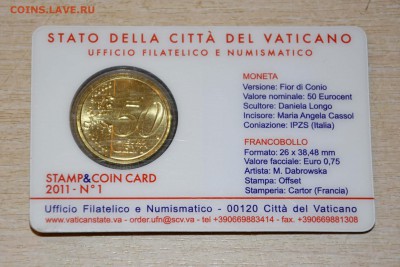 COINS.ЛАVE.RU
STATO DELLA CITTÀ DEL VATICANO
UFFICIO FILATELICO E NUMISMATICO
MONETA
Versione: Fior di Conio
Valore nominale: 50 Eurocent
Scultore: Daniela Longo
Incisore: Maria Angela Cassol
Coniazione: IPZS (Italia)
FRANCOBOLLO
Formato: 26 x 38,48 mm
Valore facciale: Euro 0,75
Artista: M. Dabrowska
Stampa: Offset
Stamperia: Cartor (Francia)
50
STAMP&COIN CARD
2011 - N°1
Ufficio Filatelico e Numismatico - 00120 Città del Vaticano
www.vaticanstate.va - order.ufn@scv.va - tel +390669883414 - fax +390669881308